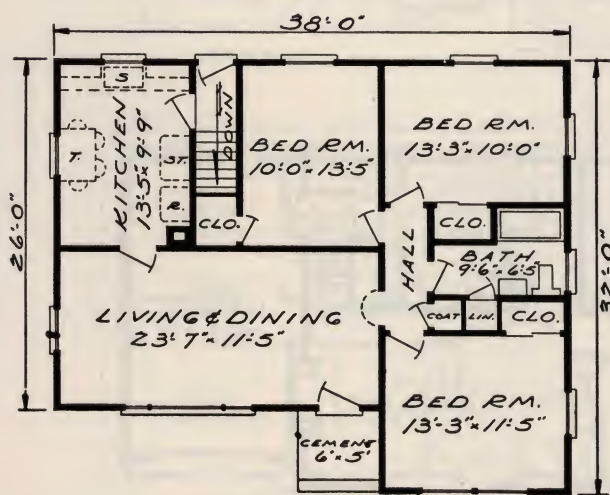 38'-0"
S
KITCHEN
13'-5" x 9'-9"
T.
ST.
R.
DOWN
BED RM.
10'-0" x 13'-5"
BED RM.
13'-3" x 10'-0"
CLO.
CLO.
HALL
BATH
9'-6" x 6'-5"
26'-0"
32'-0"
LIVING & DINING
23'-7" x 11'-5"
COAT
LIN.
CLO.
BED RM.
13'-3" x 11'-5"
CEMENT
6' x 5'